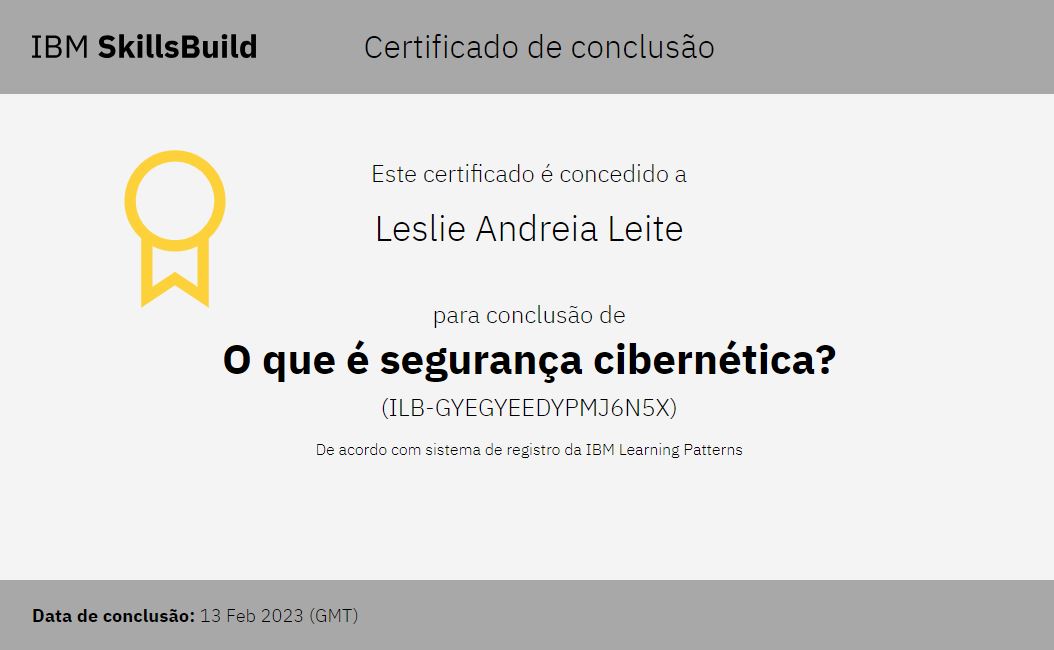 IBM SkillsBuild
Certificado de conclusão
Este certificado é concedido a
Leslie Andreia Leite
para conclusão de
O que é segurança cibernética?
(ILB-GYEGYEEDYPMJ6N5X)
De acordo com sistema de registro da IBM Learning Patterns
Data de conclusão: 13 Feb 2023 (GMT)